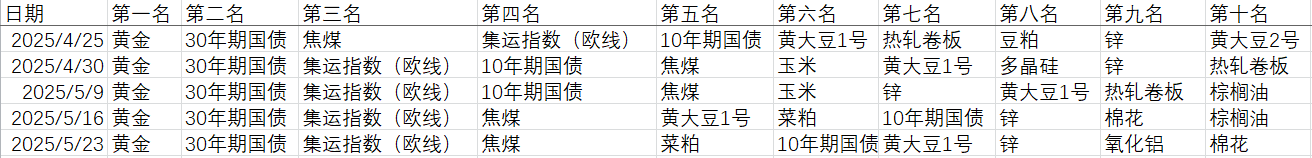 日期 第一名 第二名 第三名 第四名 第五名 第六名 第七名 第八名 第九名 第十名
2025/4/25 黄金 30年期国债 焦煤 集运指数（欧线） 10年期国债 黄大豆1号 热轧卷板 豆粕 锌 黄大豆2号
2025/4/30 黄金 30年期国债 集运指数（欧线） 10年期国债 焦煤 玉米 黄大豆1号 多晶硅 锌 热轧卷板
2025/5/9 黄金 30年期国债 集运指数（欧线） 10年期国债 焦煤 玉米 锌 黄大豆1号 热轧卷板 棕榈油
2025/5/16 黄金 30年期国债 集运指数（欧线） 焦煤 黄大豆1号 菜粕 10年期国债 锌 棉花 棕榈油
2025/5/23 黄金 30年期国债 集运指数（欧线） 焦煤 菜粕 10年期国债 黄大豆1号 锌 氧化铝 棉花